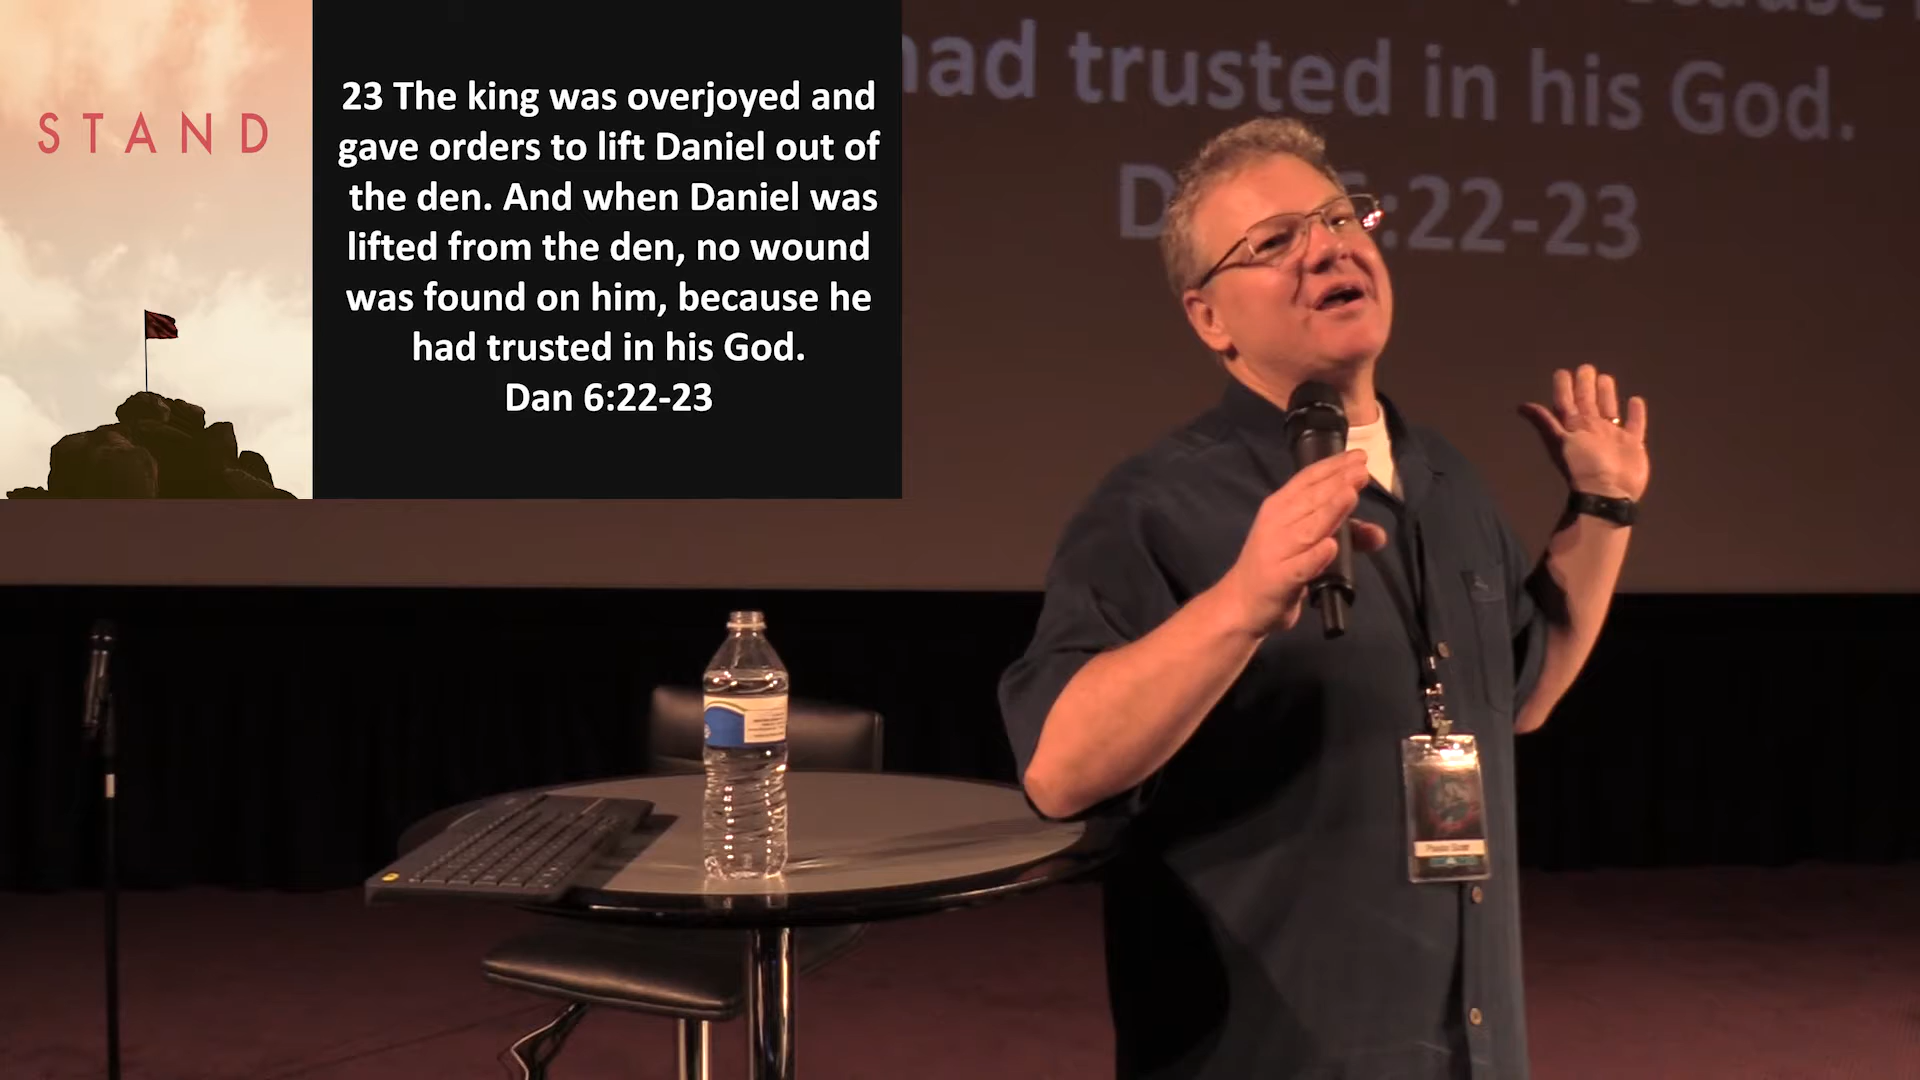 STAND
23 The king was overjoyed and
gave orders to lift Daniel out of
the den. And when Daniel was
lifted from the den, no wound
was found on him, because he
had trusted in his God.
Dan 6:22-23
had trusted in his God.
:22-23